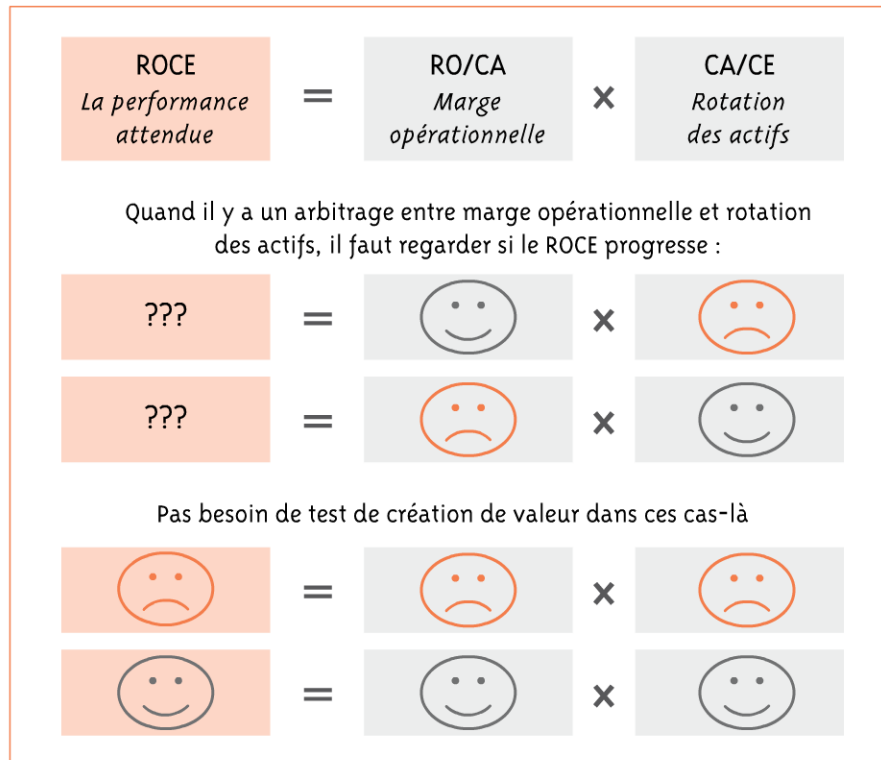 ROCE
La performance
attendue
=
RO/CA
Marge
opérationnelle
×
CA/CE
Rotation
des actifs
Quand il y a un arbitrage entre marge opérationnelle et rotation
des actifs, il faut regarder si le ROCE progresse :
???
=
×
???
=
×
Pas besoin de test de création de valeur dans ces cas-là
=
×
=
×